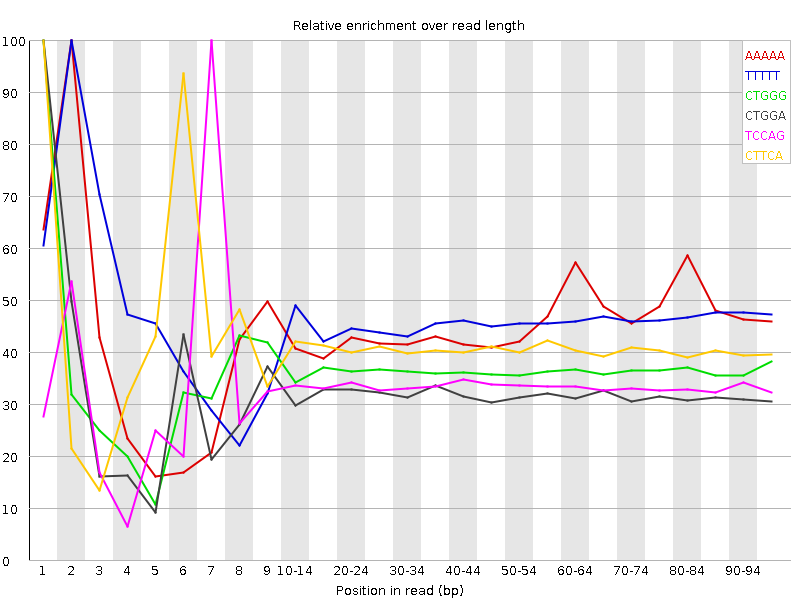 Relative enrichment over read length
100
90
80
70
60
50
40
30
20
10
0
AAAAA
TTTTT
CTGGG
CTGGA
TCCAG
CTTCA
1 2 3 4 5 6 7 8 9 10-14 20-24 30-34 40-44 50-54 60-64 70-74 80-84 90-94
Position in read (bp)